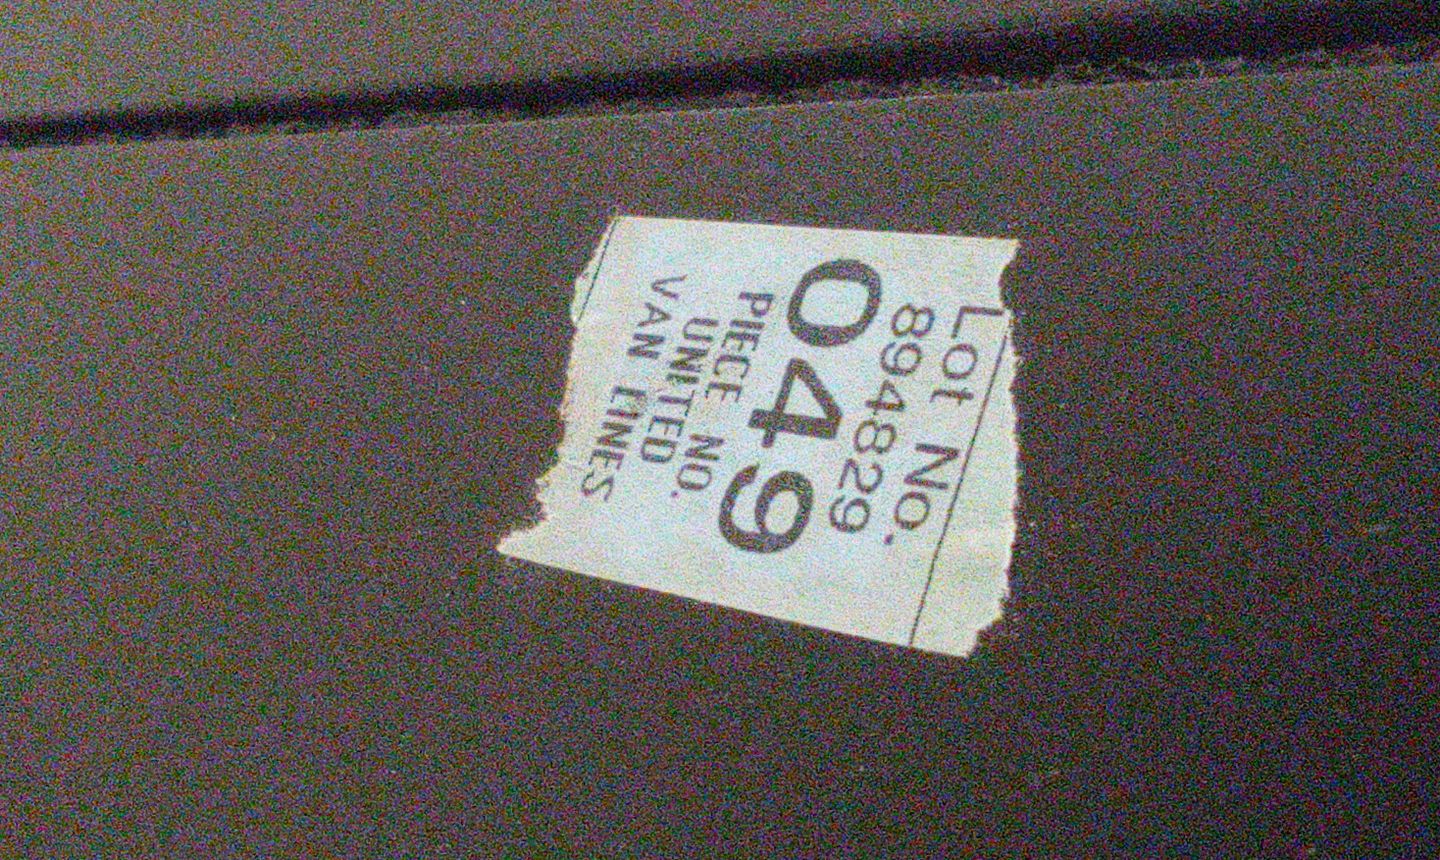 Lot No.
894829
049
PIECE NO.
UNITED
VAN LINES